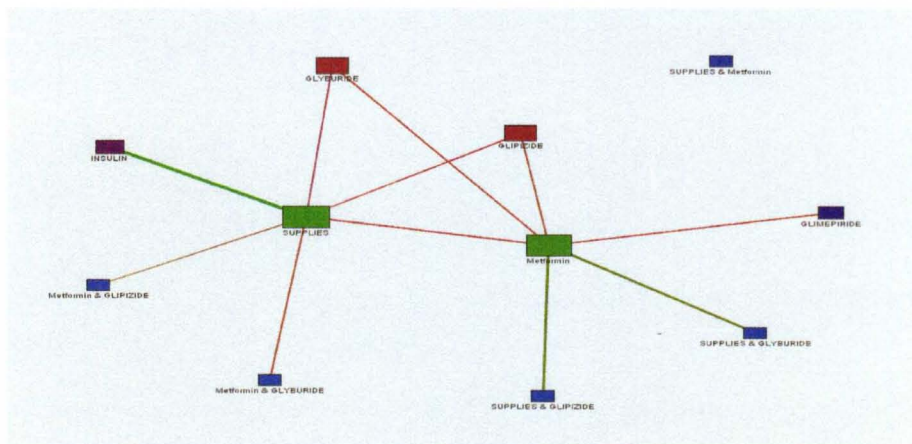 GLYBURIDE
SUPPLIES & Metformin
GLIPIZIDE
INSULIN
GLIMEPIRIDE
SUPPLIES
Metformin
Metformin & GLIPIZIDE
SUPPLIES & GLYBURIDE
Metformin & GLYBURIDE
SUPPLIES & GLIPIZIDE